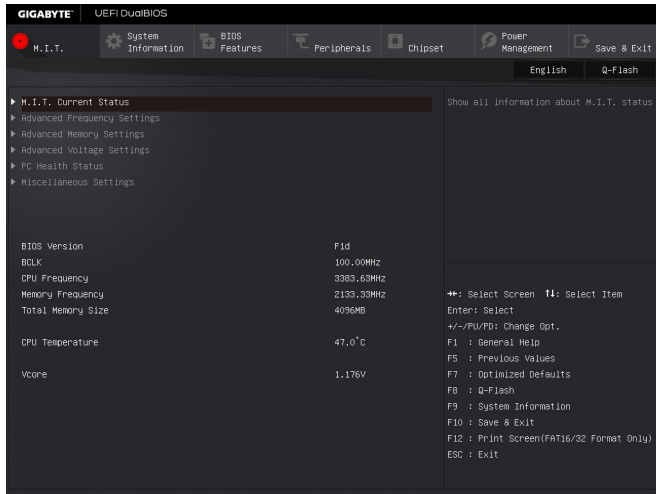 GIGABYTE™ UEFI DualBIOS
M.I.T.
System Information
BIOS Features
Peripherals
Chipset
Power Management
Save & Exit
English Q-Flash
M.I.T. Current Status
Advanced Frequency Settings
Advanced Memory Settings
Advanced Voltage Settings
PC Health Status
Miscellaneous Settings
Show all information about M.I.T. status
BIOS Version F1d
BCLK 100.00MHz
CPU Frequency 3383.63MHz
Memory Frequency 2133.33MHz
Total Memory Size 4096MB
CPU Temperature 47.0°C
Vcore 1.176V
→←: Select Screen ↑↓: Select Item
Enter: Select
+/-/PU/PD: Change Opt.
F1 : General Help
F5 : Previous Values
F7 : Optimized Defaults
F8 : Q-Flash
F9 : System Information
F10 : Save & Exit
F12 : Print Screen(FAT16/32 Format Only)
ESC : Exit